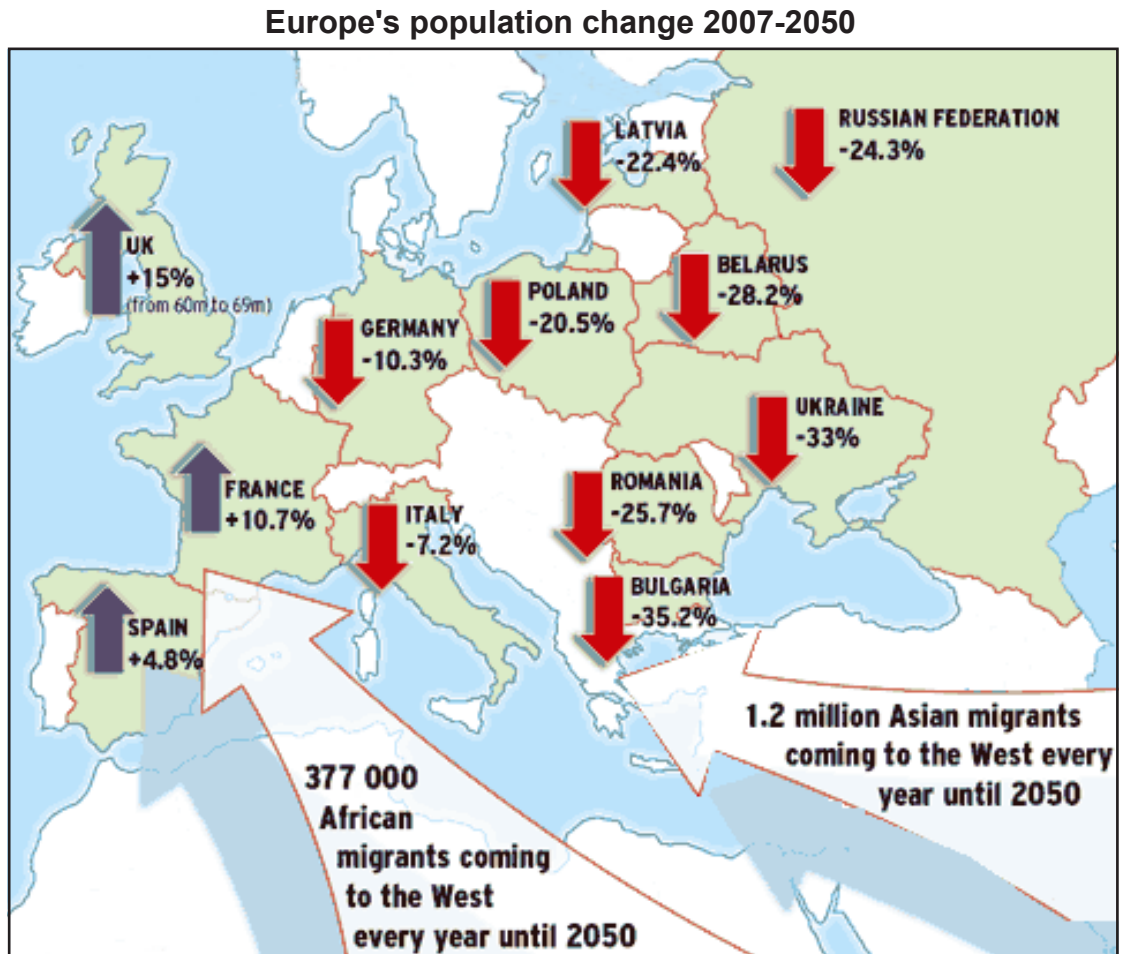 Europe's population change 2007-2050
LATVIA
-22.4%
RUSSIAN FEDERATION
-24.3%
UK
+15%
(from 60m to 69m)
BELARUS
-28.2%
POLAND
-20.5%
GERMANY
-10.3%
UKRAINE
-33%
ROMANIA
-25.7%
FRANCE
+10.7%
ITALY
-7.2%
BULGARIA
-35.2%
SPAIN
+4.8%
1.2 million Asian migrants
coming to the West every
year until 2050
377 000
African
migrants coming
to the West
every year until 2050